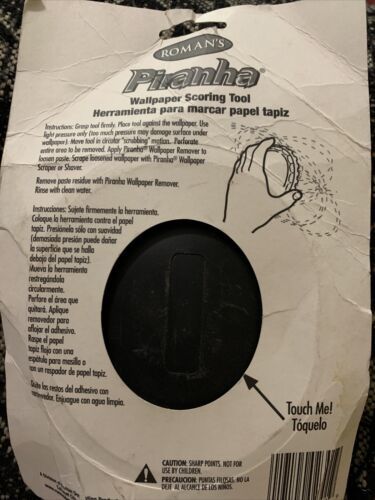 ROMAN'S
Piranha®
Wallpaper Scoring Tool
Herramienta para marcar papel tapiz
Instructions: Grasp tool firmly. Place tool against the wallpaper. Use
light pressure only (too much pressure may damage surface under
wallpaper). Move tool in circular "scrubbing" motion. Perforate
entire area to be removed. Apply Piranha® Wallpaper Remover to
loosen paste. Scrape loosened wallpaper with Piranha® Wallpaper
Scraper or Shaver.
Remove paste residue with Piranha Wallpaper Remover.
Rinse with clean water.
Instrucciones: Sujete firmemente la herramienta.
Coloque la herramienta contra el papel
tapiz. Presiónela sólo con suavidad
(demasiada presión puede dañar
la superficie que se halla
debajo del papel tapiz).
Mueva la herramienta
restregándola
circularmente.
Perfore el área que
quitará. Aplique
removedor para
aflojar el adhesivo.
Raspe el papel
tapiz flojo con una
espátula para masilla o
con un raspador de papel tapiz.
Quite los restos del adhesivo con
removedor. Enjuague con agua limpia.
Touch Me!
Tóquelo
CAUTION: SHARP POINTS. NOT FOR
USE BY CHILDREN.
PRECAUCION: PUNTAS FILOSAS. NO LA
DEJE AL ALCANCE DE LOS NIÑOS.